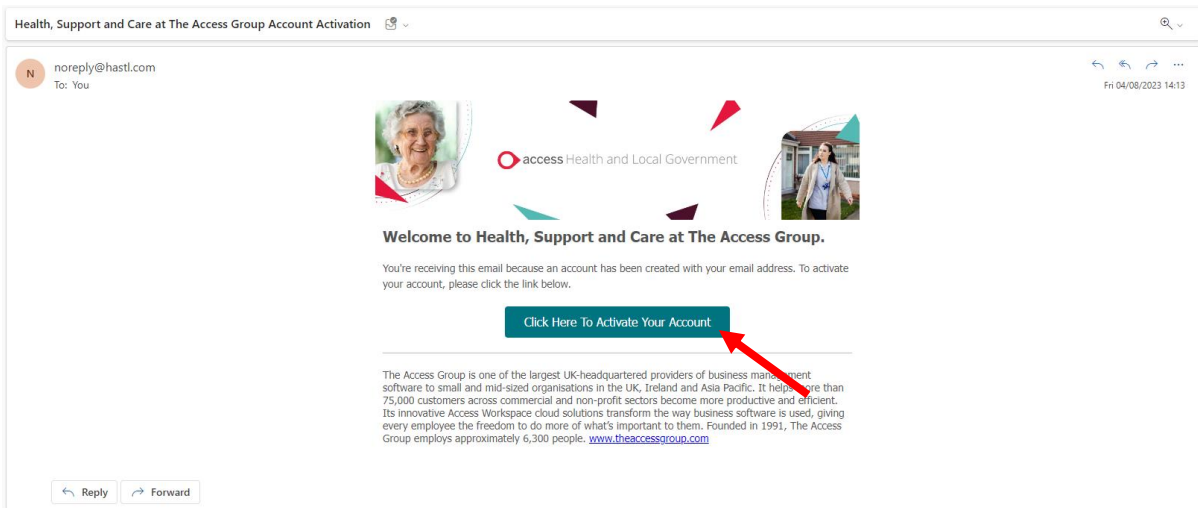 Health, Support and Care at The Access Group Account Activation
N
noreply@hastl.com
To: You
Fri 04/08/2023 14:13
access Health and Local Government
Welcome to Health, Support and Care at The Access Group.
You're receiving this email because an account has been created with your email address. To activate
your account, please click the link below.
Click Here To Activate Your Account
The Access Group is one of the largest UK-headquartered providers of business management
software to small and mid-sized organisations in the UK, Ireland and Asia Pacific. It helps more than
75,000 customers across commercial and non-profit sectors become more productive and efficient.
Its innovative Access Workspace cloud solutions transform the way business software is used, giving
every employee the freedom to do more of what's important to them. Founded in 1991, The Access
Group employs approximately 6,300 people. www.theaccessgroup.com
Reply
Forward